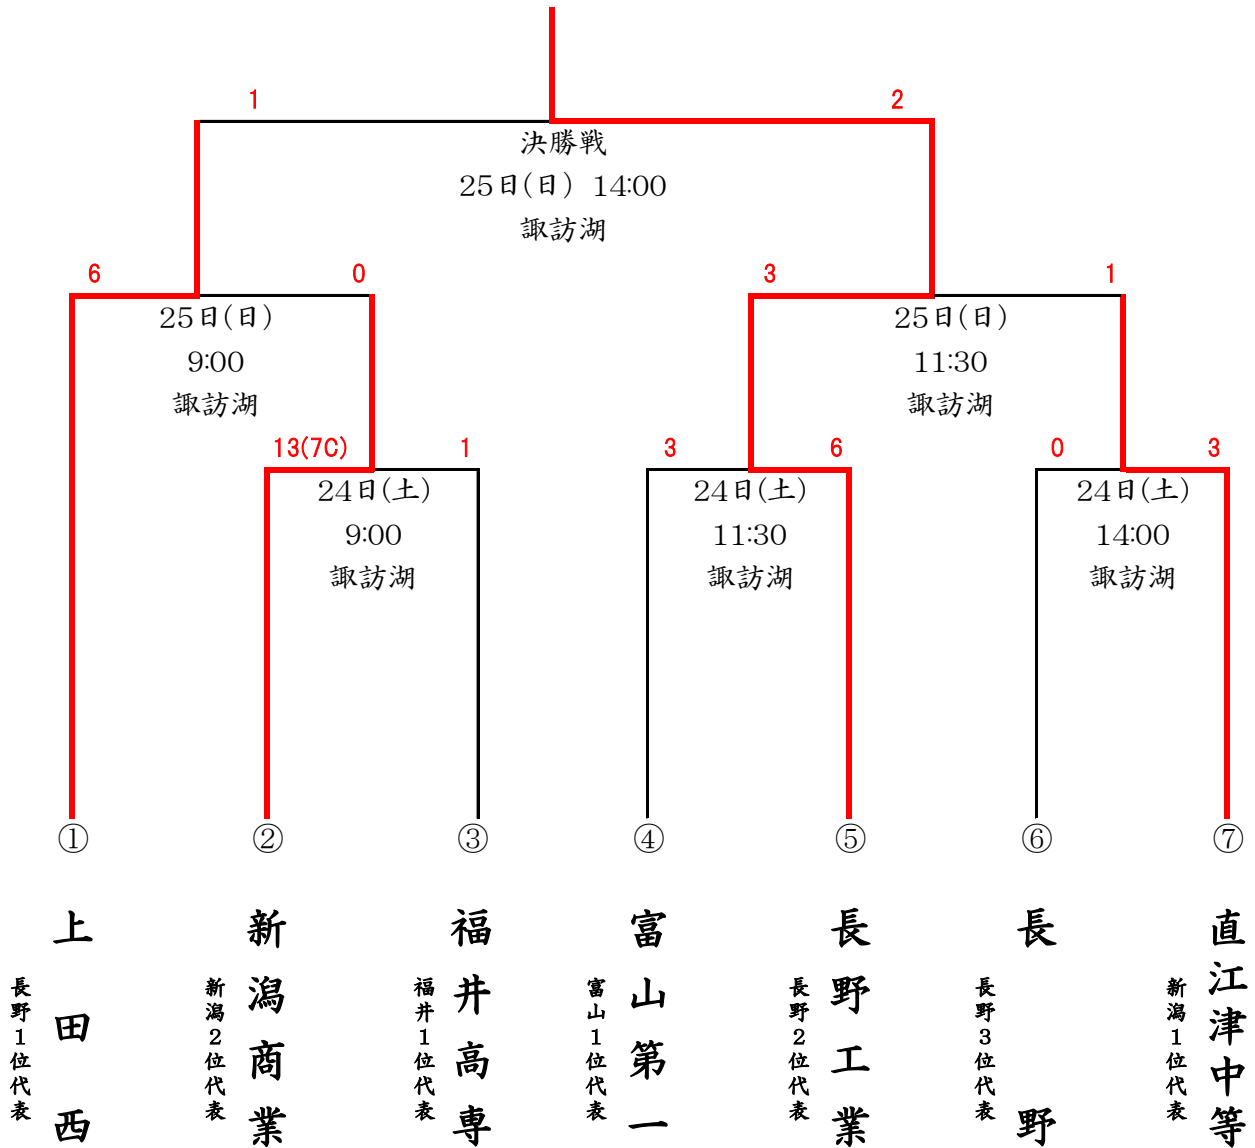 1
2
決勝戦
25日(日) 14:00
諏訪湖
6
0
3
1
25日(日)
9:00
諏訪湖
25日(日)
11:30
諏訪湖
13(7C)
1
3
6
0
3
24日(土)
9:00
諏訪湖
24日(土)
11:30
諏訪湖
24日(土)
14:00
諏訪湖
①
②
③
④
⑤
⑥
⑦
上田西
長野1位代表
新潟商業
新潟2位代表
福井高専
福井1位代表
富山第一
富山1位代表
長野工業
長野2位代表
長野
長野3位代表
直江津中等
新潟1位代表